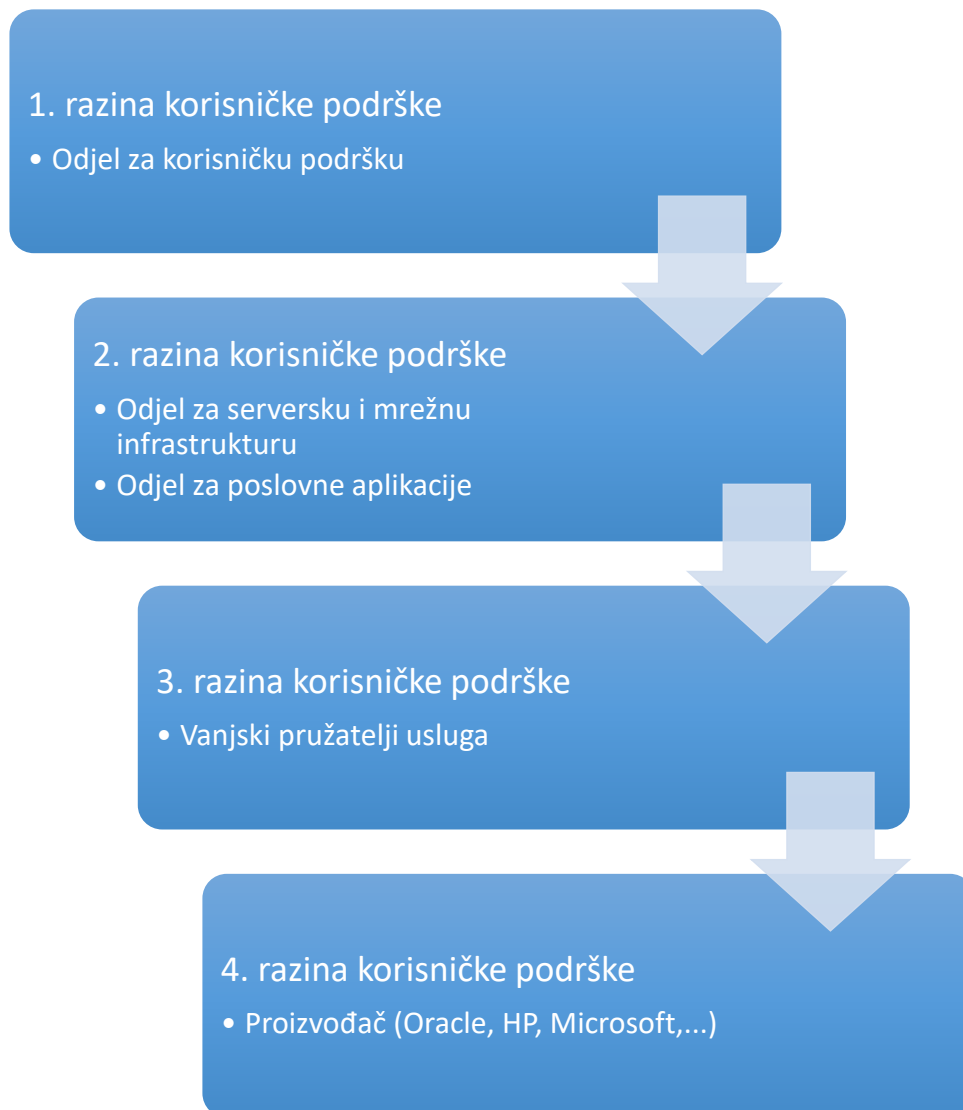 1. razina korisničke podrške
• Odjel za korisničku podršku
2. razina korisničke podrške
• Odjel za serversku i mrežnu
infrastrukturu
• Odjel za poslovne aplikacije
3. razina korisničke podrške
• Vanjski pružatelji usluga
4. razina korisničke podrške
• Proizvođač (Oracle, HP, Microsoft,...)